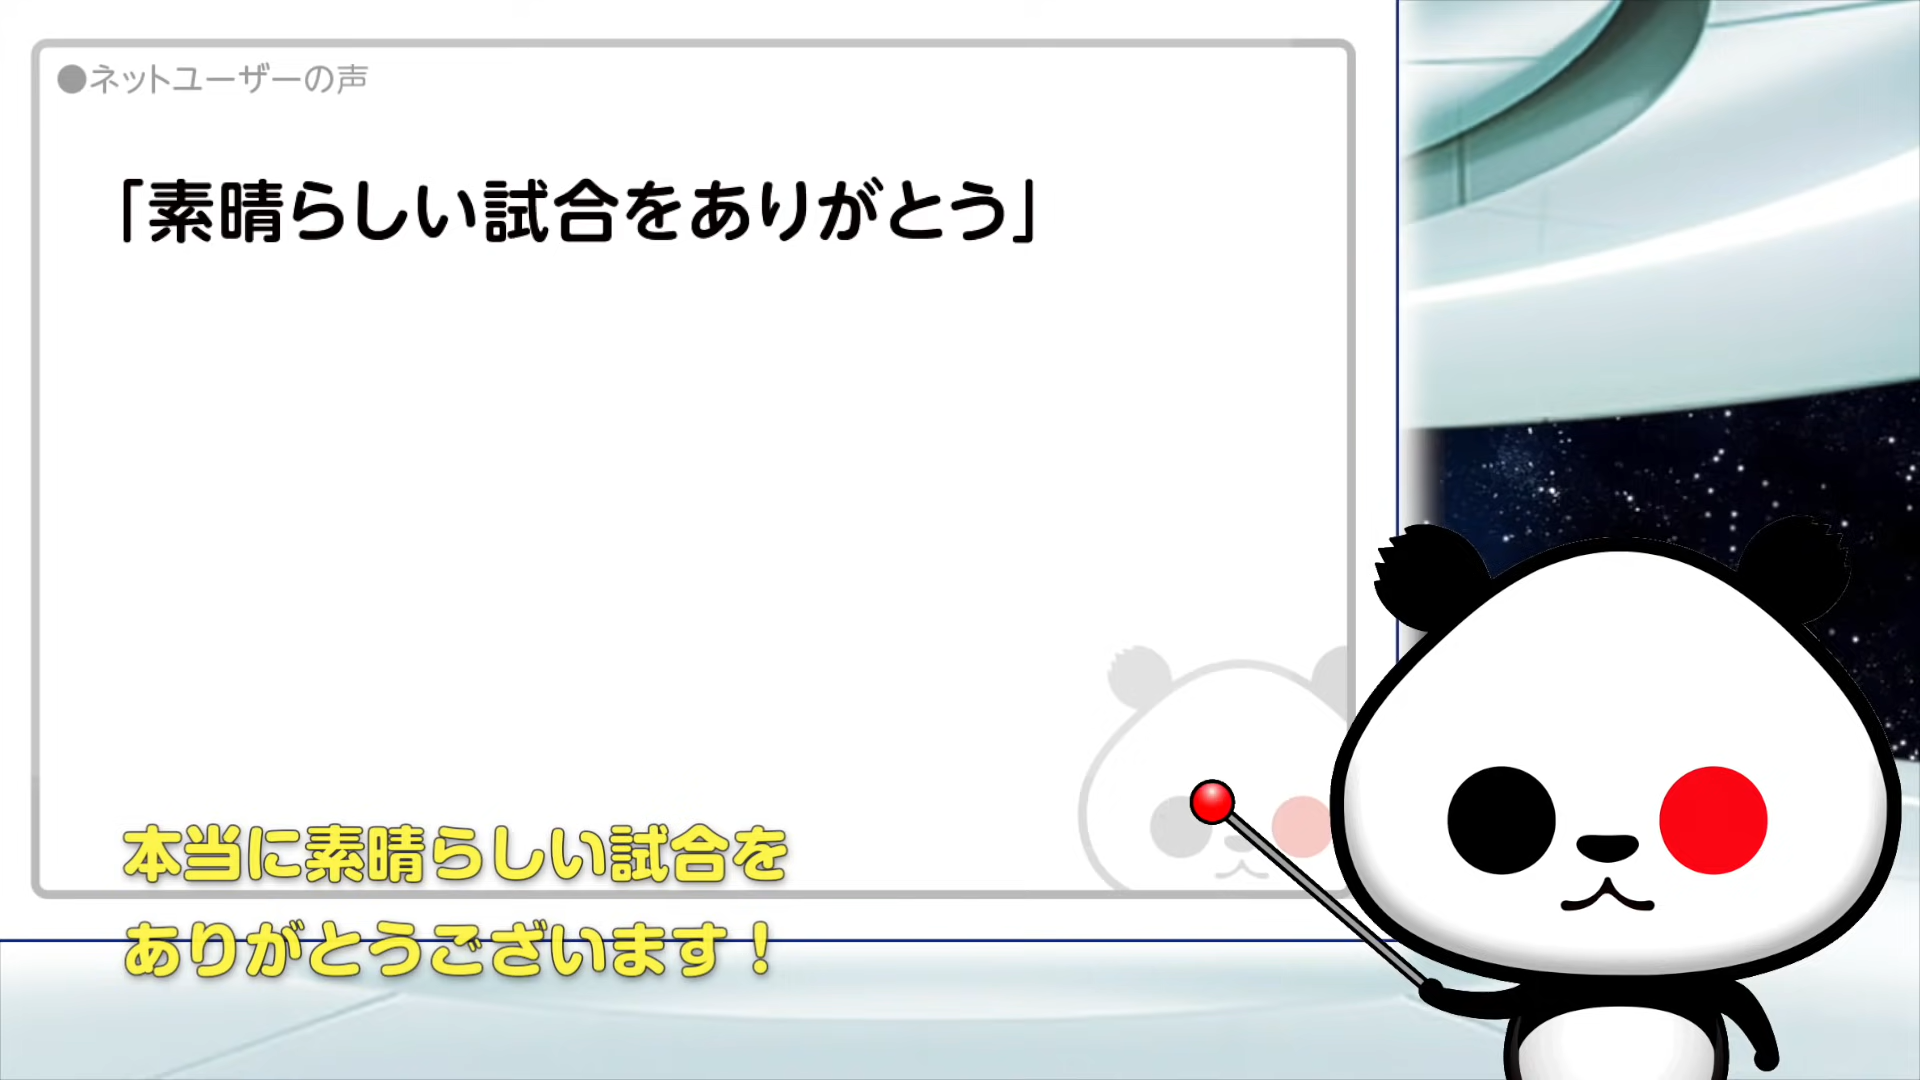 ●ネットユーザーの声
「素晴らしい試合をありがとう」
本当に素晴らしい試合を
ありがとうございます！